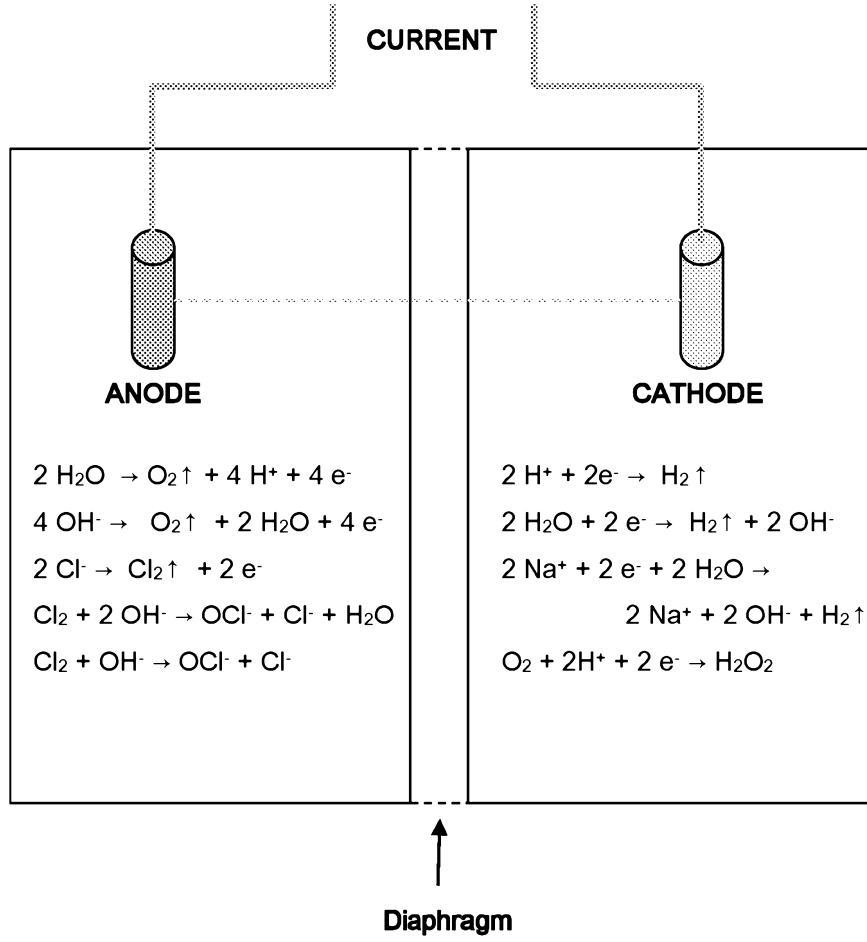 CURRENT
ANODE
2 H₂O → O₂↑ + 4 H⁺ + 4 e⁻
4 OH⁻ → O₂↑ + 2 H₂O + 4 e⁻
2 Cl⁻ → Cl₂↑ + 2 e⁻
Cl₂ + 2 OH⁻ → OCl⁻ + Cl⁻ + H₂O
Cl₂ + OH⁻ → OCl⁻ + Cl⁻
CATHODE
2 H⁺ + 2e⁻ → H₂↑
2 H₂O + 2 e⁻ → H₂↑ + 2 OH⁻
2 Na⁺ + 2 e⁻ + 2 H₂O →
2 Na⁺ + 2 OH⁻ + H₂↑
O₂ + 2H⁺ + 2 e⁻ → H₂O₂
Diaphragm